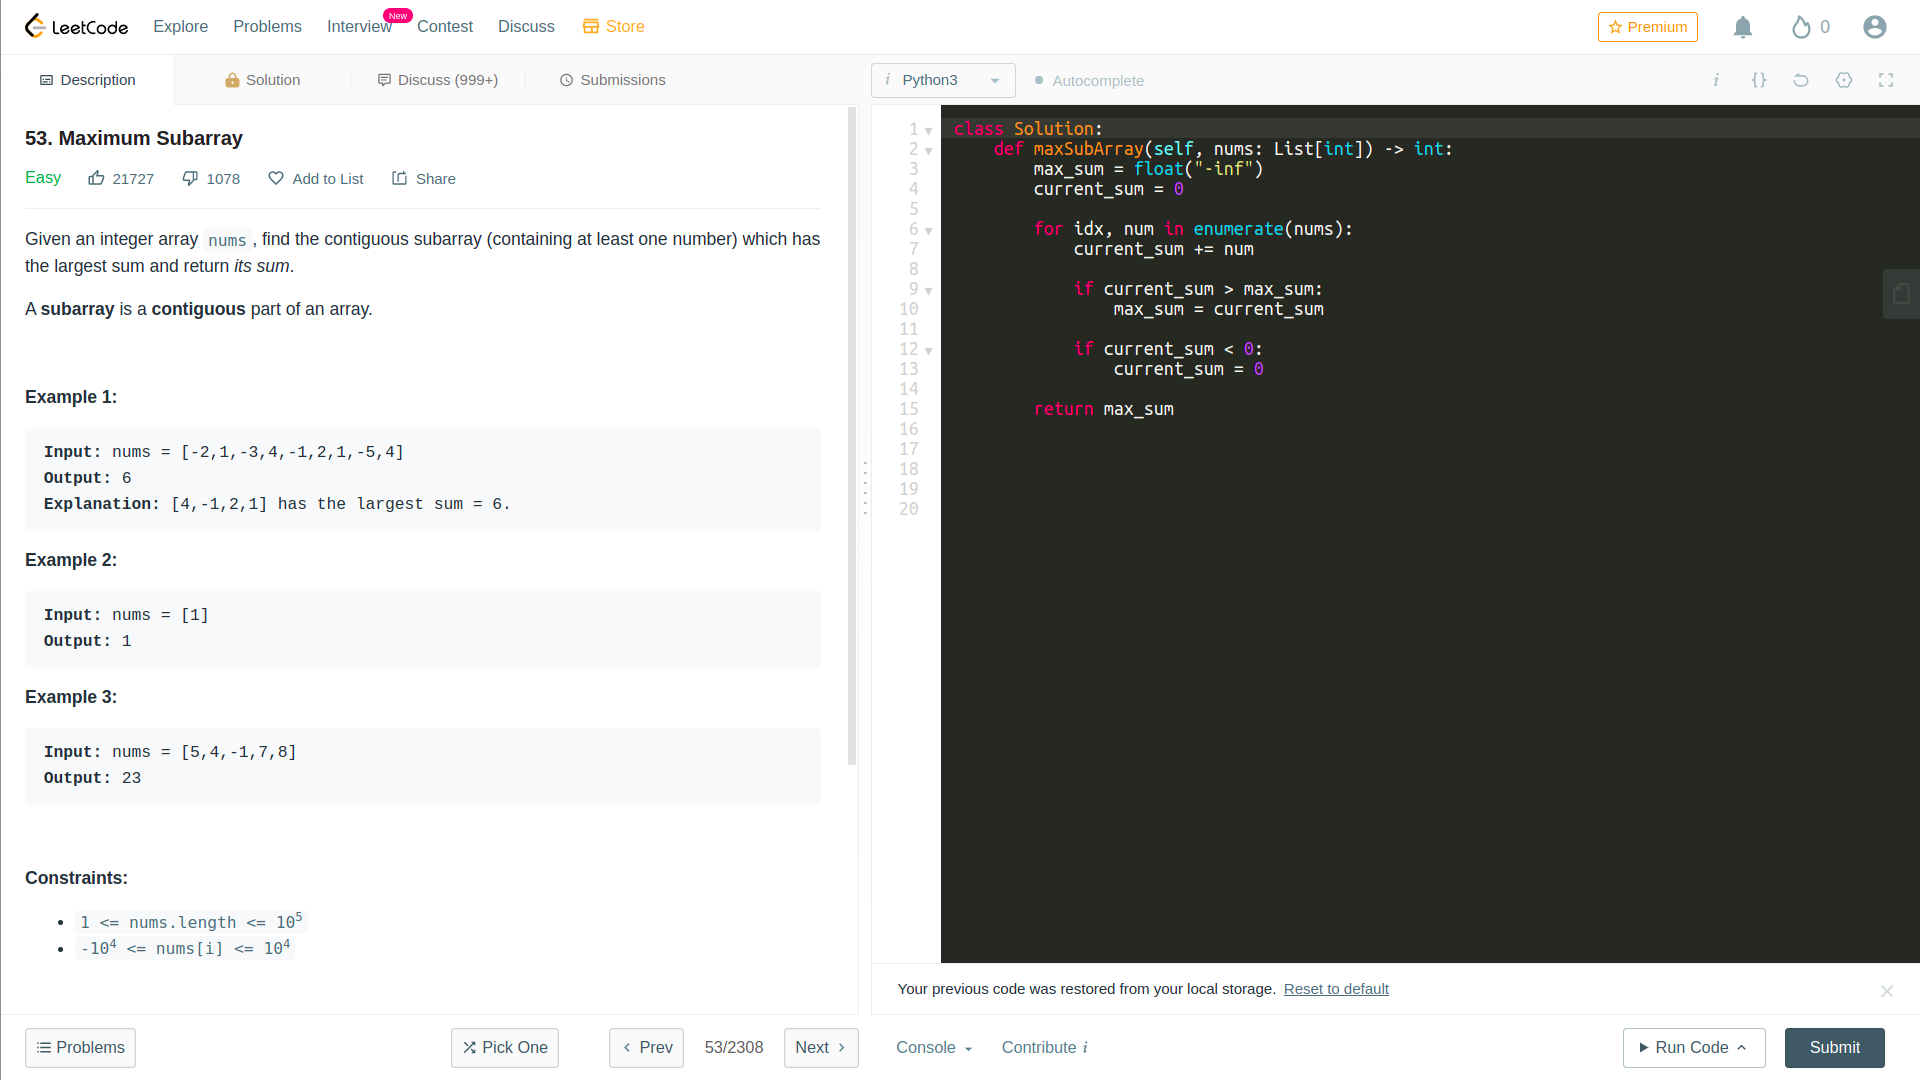 LeetCode Explore Problems Interview New Contest Discuss Store Premium 0
Description Solution Discuss (999+) Submissions
53. Maximum Subarray
Easy 21727 1078 Add to List Share
Given an integer array nums, find the contiguous subarray (containing at least one number) which has
the largest sum and return its sum.
A subarray is a contiguous part of an array.
Example 1:
Input: nums = [-2,1,-3,4,-1,2,1,-5,4]
Output: 6
Explanation: [4,-1,2,1] has the largest sum = 6.
Example 2:
Input: nums = [1]
Output: 1
Example 3:
Input: nums = [5,4,-1,7,8]
Output: 23
Constraints:
1 <= nums.length <= 10⁵
-10⁴ <= nums[i] <= 10⁴
i Python3 Autocomplete i {}
1 class Solution:
2     def maxSubArray(self, nums: List[int]) -> int:
3         max_sum = float("-inf")
4         current_sum = 0
5
6         for idx, num in enumerate(nums):
7             current_sum += num
8
9             if current_sum > max_sum:
10                 max_sum = current_sum
11
12             if current_sum < 0:
13                 current_sum = 0
14
15         return max_sum
16
17
18
19
20
Your previous code was restored from your local storage. Reset to default
Problems Pick One Prev 53/2308 Next Console Contribute i Run Code Submit